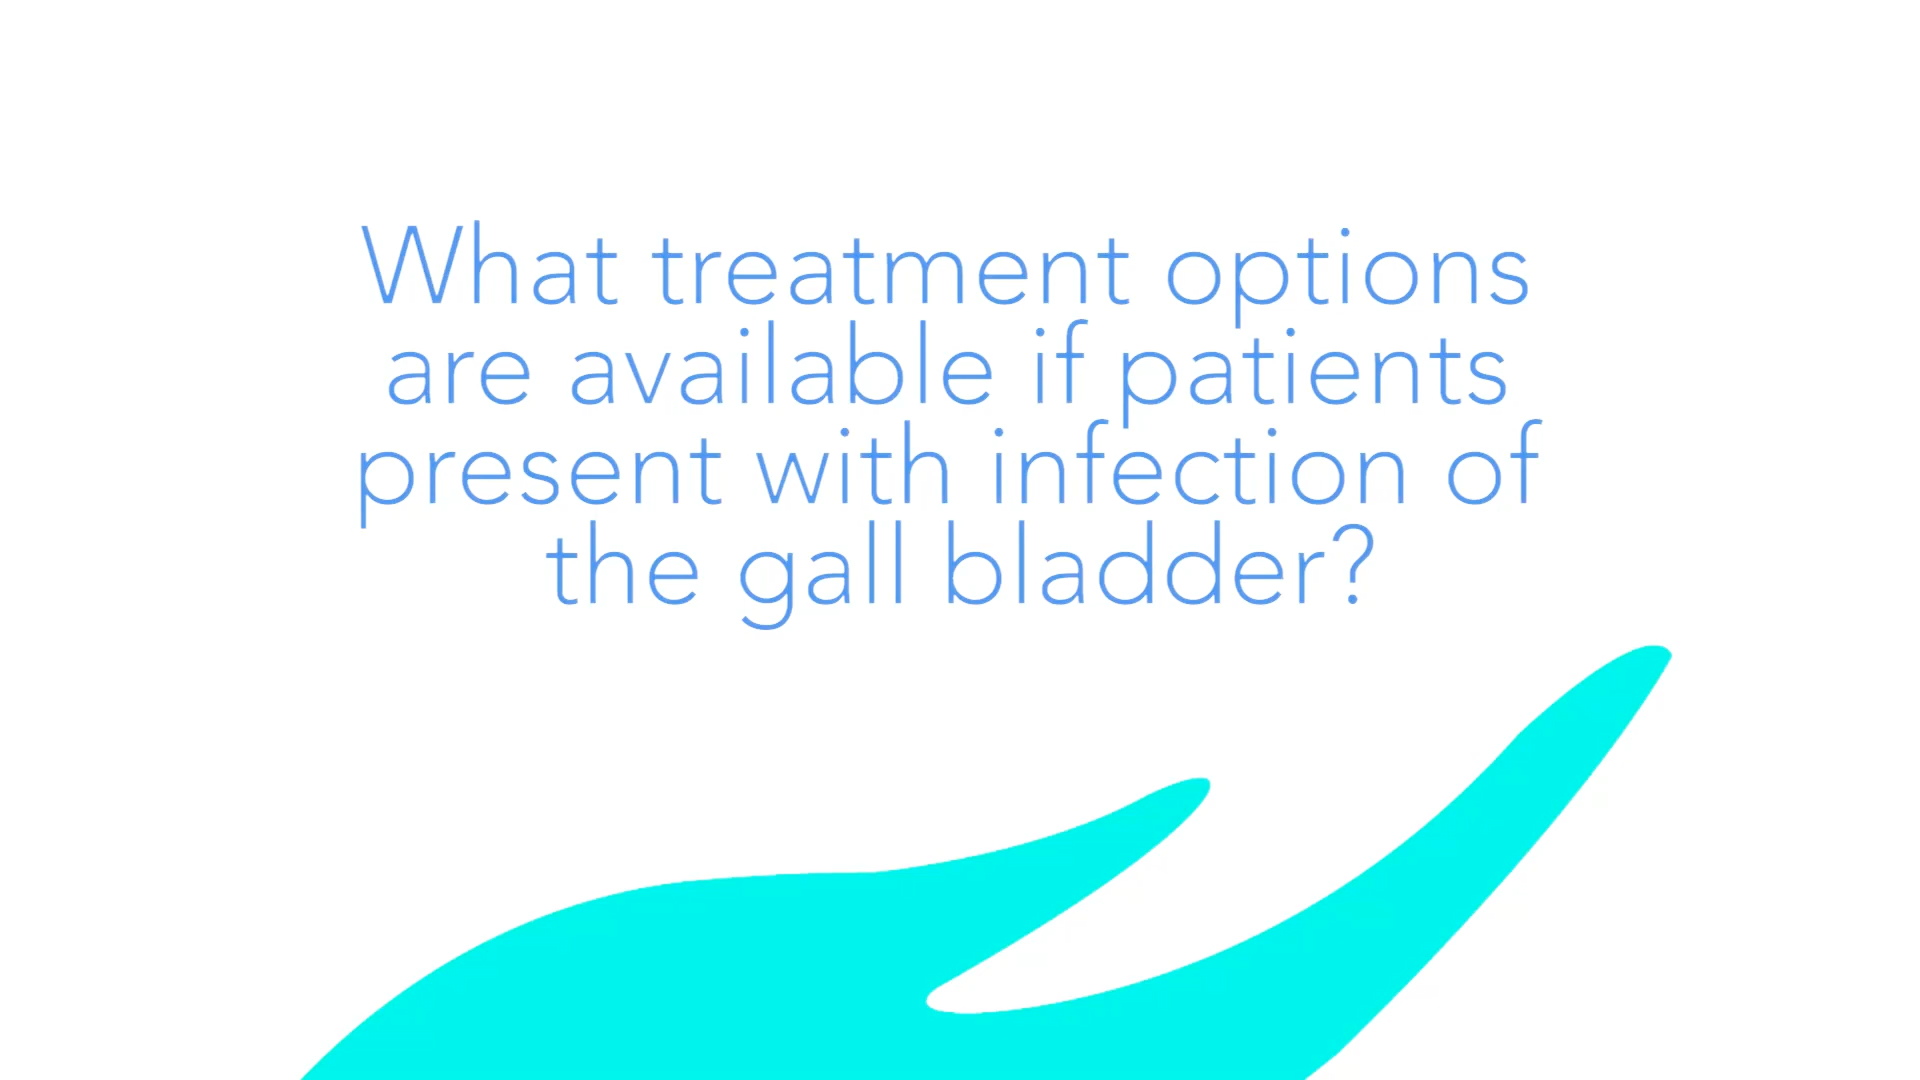 What treatment options
are available if patients
present with infection of
the gall bladder?